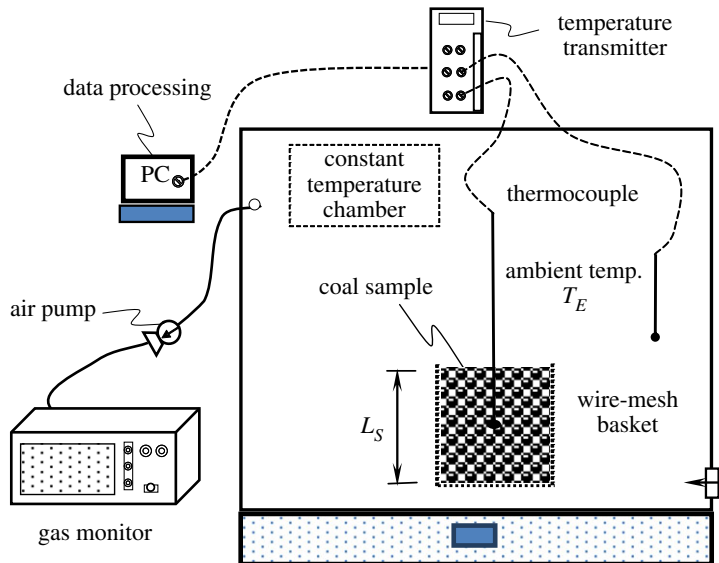 temperature
transmitter
data processing
PC
constant
temperature
chamber
thermocouple
ambient temp.
T_E
coal sample
air pump
L_S
wire-mesh
basket
gas monitor